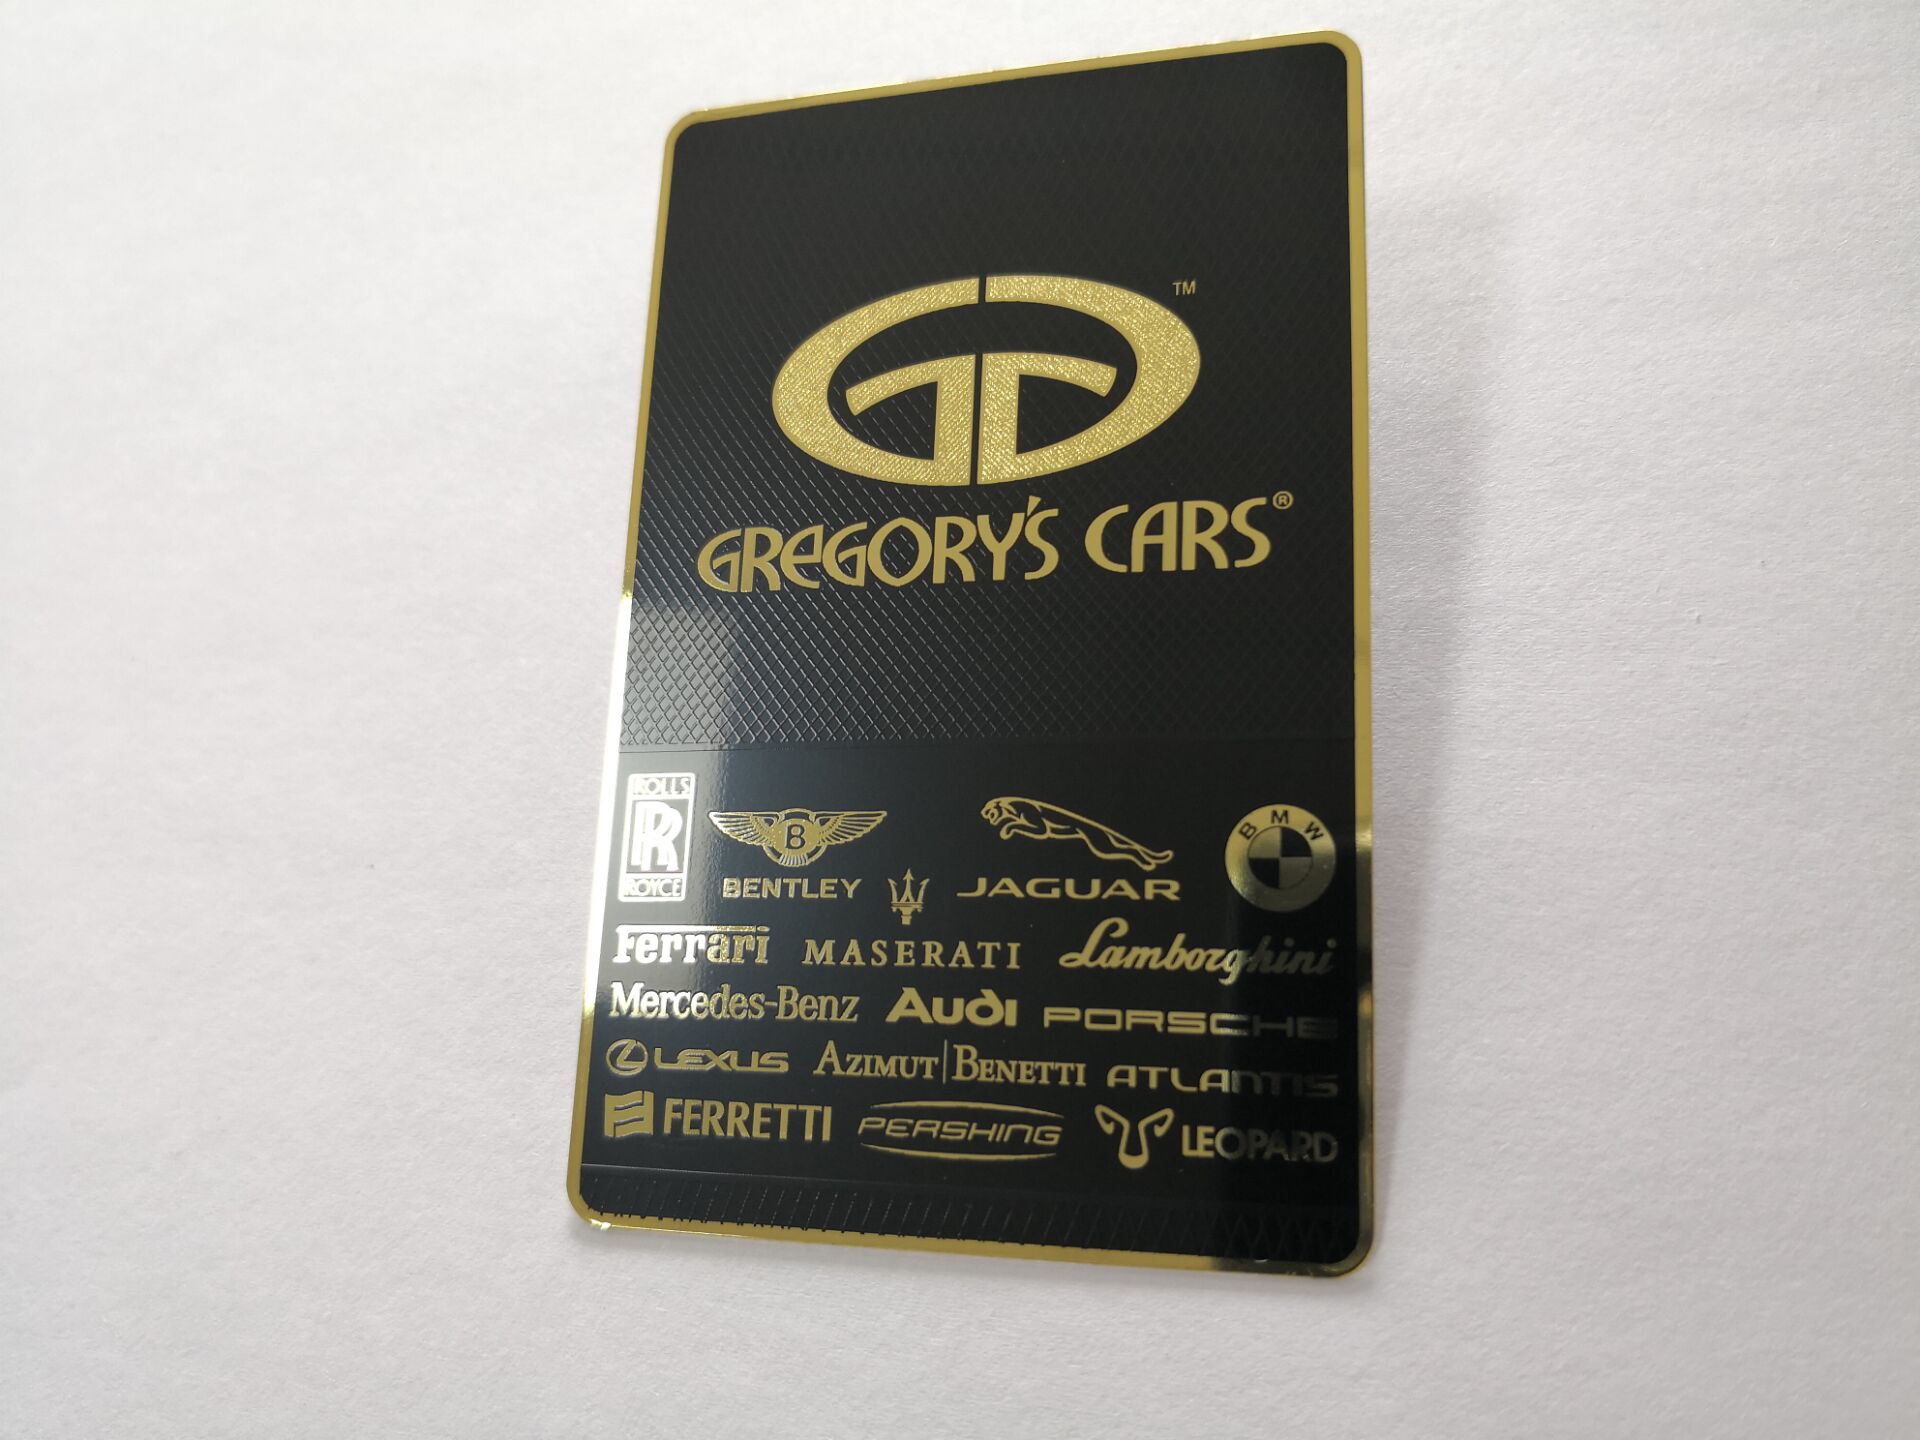 TM
GREGORY'S CARS®
ROLLS
RR
ROYCE
B
BENTLEY
JAGUAR
BMW
Ferrari MASERATI Lamborghini
Mercedes-Benz Audi PORSCHE
LEXUS AZIMUT|BENETTI ATLANTIS
FERRETTI PERSHING LEOPARD